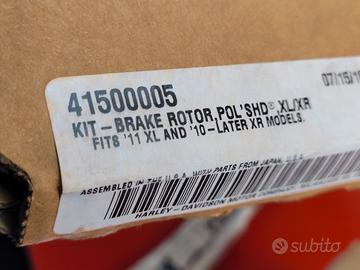 41500005
07/15/1
KIT-BRAKE ROTOR, POL'SHD® XL/XR
FITS '11 XL AND '10-LATER XR MODELS.
ASSEMBLED IN THE U.S.A. WITH PARTS FROM JAPAN, U.S.A.
HARLEY-DAVIDSON MOTOR COMPANY
subito